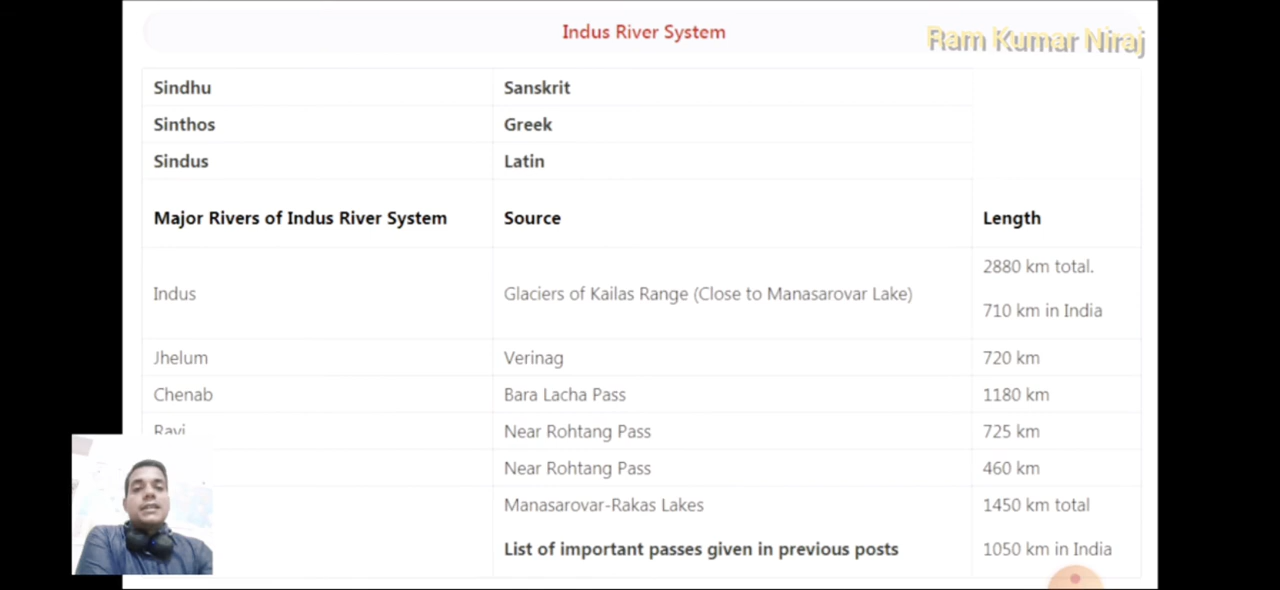 Indus River System
Ram Kumar Niraj
Sindhu Sanskrit
Sinthos Greek
Sindus Latin
Major Rivers of Indus River System Source Length
2880 km total.
Indus Glaciers of Kailas Range (Close to Manasarovar Lake)
710 km in India
Jhelum Verinag 720 km
Chenab Bara Lacha Pass 1180 km
Ravi Near Rohtang Pass 725 km
Near Rohtang Pass 460 km
Manasarovar-Rakas Lakes 1450 km total
List of important passes given in previous posts 1050 km in India